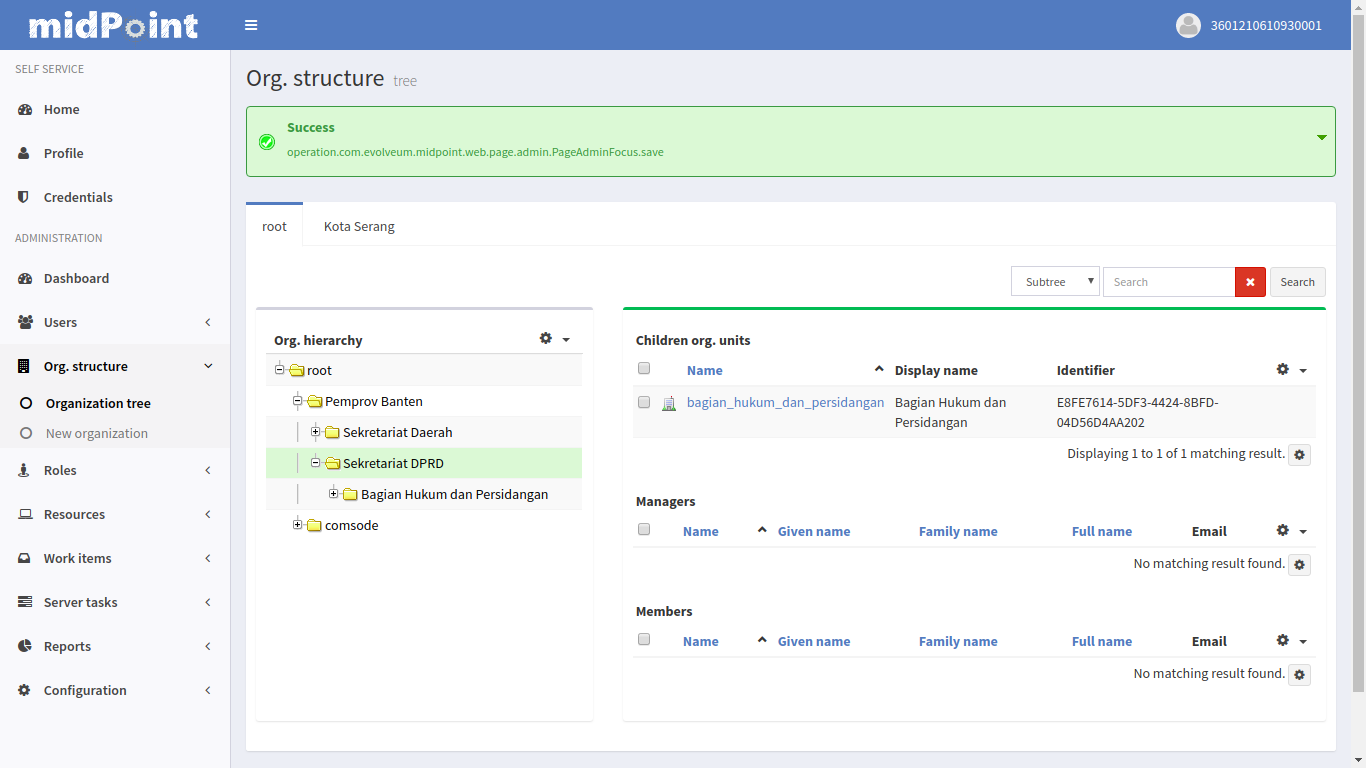 midPoint
3601210610930001
SELF SERVICE
Home
Profile
Credentials
ADMINISTRATION
Dashboard
Users
Org. structure
Organization tree
New organization
Roles
Resources
Work items
Server tasks
Reports
Configuration
Org. structure tree
Success
operation.com.evolveum.midpoint.web.page.admin.PageAdminFocus.save
root Kota Serang
Subtree Search Search
Org. hierarchy
root
Pemprov Banten
Sekretariat Daerah
Sekretariat DPRD
Bagian Hukum dan Persidangan
comsode
Children org. units
Name Display name Identifier
bagian_hukum_dan_persidangan Bagian Hukum dan E8FE7614-5DF3-4424-8BFD-
Persidangan 04D56D4AA202
Displaying 1 to 1 of 1 matching result.
Managers
Name Given name Family name Full name Email
No matching result found.
Members
Name Given name Family name Full name Email
No matching result found.